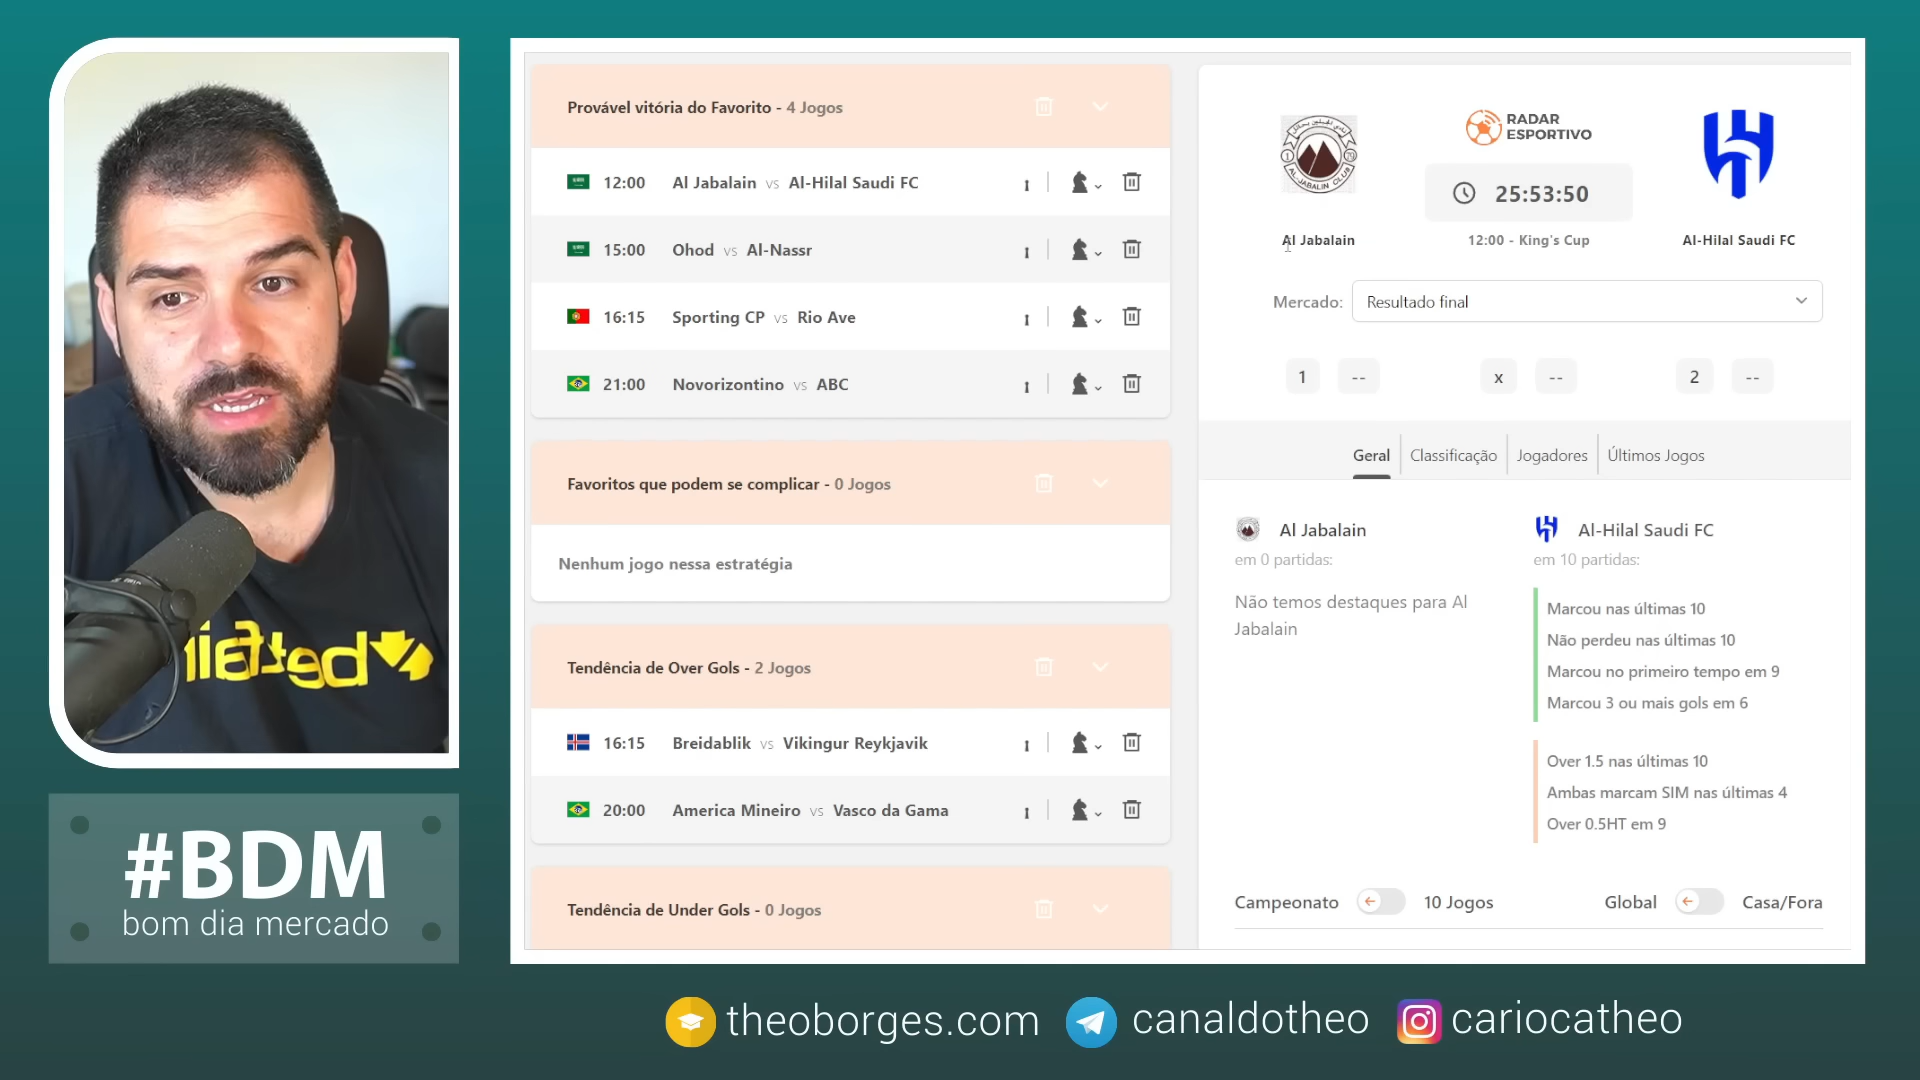 betfair
#BDM
bom dia mercado
Provável vitória do Favorito - 4 Jogos
12:00 Al Jabalain vs Al-Hilal Saudi FC
15:00 Ohod vs Al-Nassr
16:15 Sporting CP vs Rio Ave
21:00 Novorizontino vs ABC
Favoritos que podem se complicar - 0 Jogos
Nenhum jogo nessa estratégia
Tendência de Over Gols - 2 Jogos
16:15 Breidablik vs Vikingur Reykjavik
20:00 America Mineiro vs Vasco da Gama
Tendência de Under Gols - 0 Jogos
RADAR
ESPORTIVO
25:53:50
Al Jabalain 12:00 - King's Cup Al-Hilal Saudi FC
Mercado: Resultado final
1 -- x -- 2 --
Geral Classificação Jogadores Últimos Jogos
Al Jabalain
em 0 partidas:
Não temos destaques para Al
Jabalain
Al-Hilal Saudi FC
em 10 partidas:
Marcou nas últimas 10
Não perdeu nas últimas 10
Marcou no primeiro tempo em 9
Marcou 3 ou mais gols em 6
Over 1.5 nas últimas 10
Ambas marcam SIM nas últimas 4
Over 0.5HT em 9
Campeonato 10 Jogos Global Casa/Fora
theoborges.com canaldotheo cariocatheo